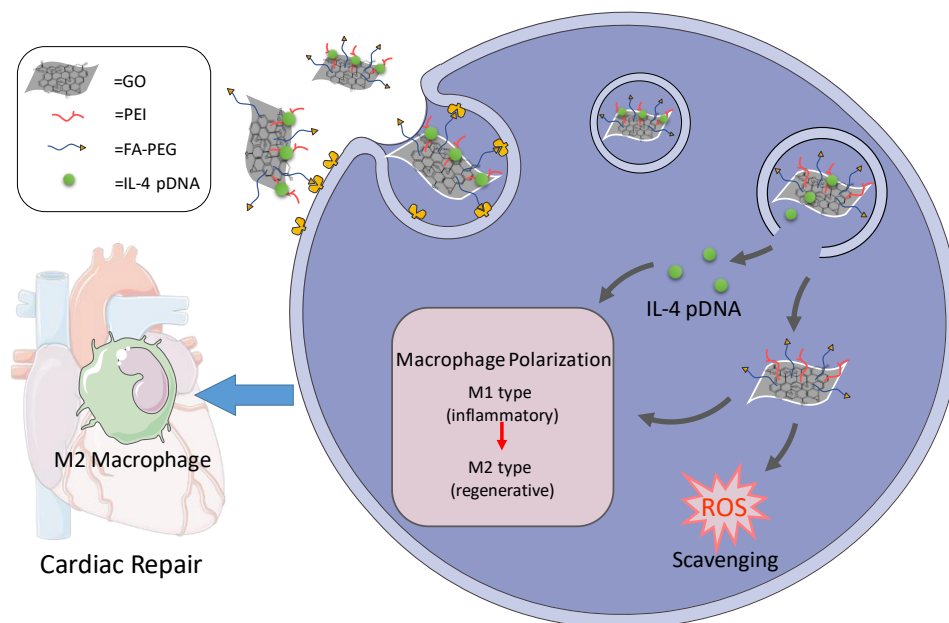 =GO
=PEI
=FA-PEG
=IL-4 pDNA
IL-4 pDNA
Macrophage Polarization
M1 type
(inflammatory)
M2 type
(regenerative)
M2 Macrophage
ROS
Scavenging
Cardiac Repair